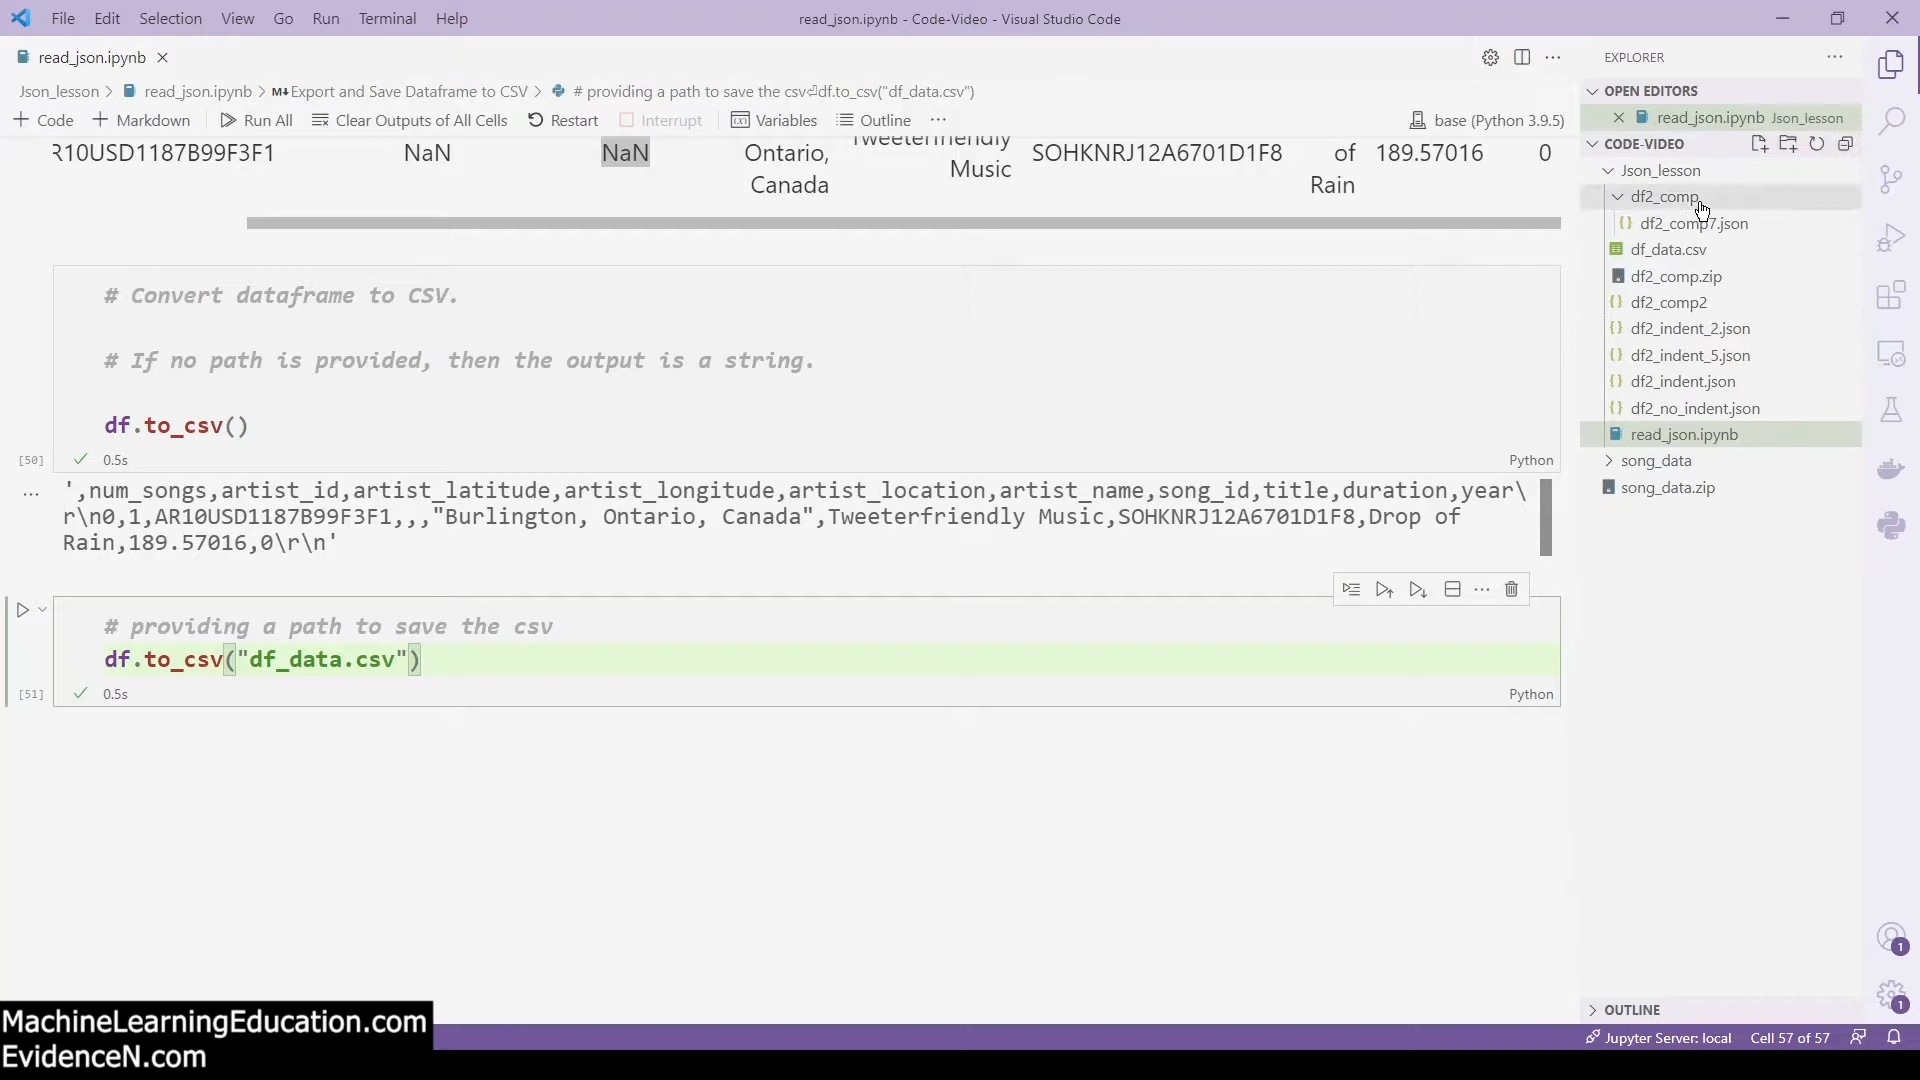 File Edit Selection View Go Run Terminal Help
read_json.ipynb - Code-Video - Visual Studio Code
read_json.ipynb
Json_lesson > read_json.ipynb > M↓Export and Save Dataframe to CSV > # providing a path to save the csv⏎df.to_csv("df_data.csv")
Code Markdown Run All Clear Outputs of All Cells Restart Interrupt Variables Outline ... base (Python 3.9.5)
R10USD1187B99F3F1 NaN NaN Ontario, Tweeterfriendly SOHKNRJ12A6701D1F8 of 189.57016 0
Canada Music Rain
# Convert dataframe to CSV.
# If no path is provided, then the output is a string.
df.to_csv()
[50] 0.5s Python
... ',num_songs,artist_id,artist_latitude,artist_longitude,artist_location,artist_name,song_id,title,duration,year\
r\n0,1,AR10USD1187B99F3F1,,,"Burlington, Ontario, Canada",Tweeterfriendly Music,SOHKNRJ12A6701D1F8,Drop of
Rain,189.57016,0\r\n'
# providing a path to save the csv
df.to_csv("df_data.csv")
[51] 0.5s Python
EXPLORER
OPEN EDITORS
read_json.ipynb Json_lesson
CODE-VIDEO
Json_lesson
df2_comp
df2_comp7.json
df_data.csv
df2_comp.zip
df2_comp2
df2_indent_2.json
df2_indent_5.json
df2_indent.json
df2_no_indent.json
read_json.ipynb
song_data
song_data.zip
1
1
OUTLINE
Jupyter Server: local Cell 57 of 57
MachineLearningEducation.com
EvidenceN.com